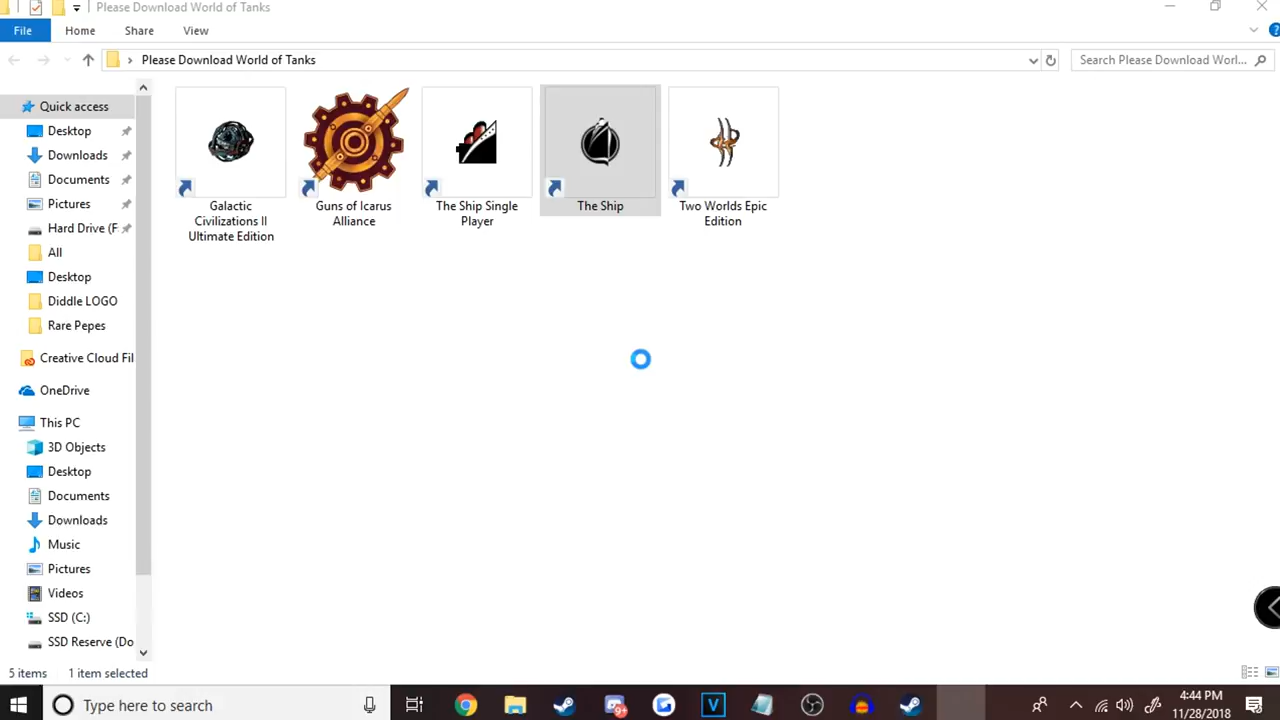 Please Download World of Tanks
File Home Share View
Please Download World of Tanks
Search Please Download Worl...
Quick access
Desktop
Downloads
Documents
Pictures
Hard Drive (F
All
Desktop
Diddle LOGO
Rare Pepes
Creative Cloud Fil
OneDrive
This PC
3D Objects
Desktop
Documents
Downloads
Music
Pictures
Videos
SSD (C:)
SSD Reserve (Do
Galactic
Civilizations II
Ultimate Edition
Guns of Icarus
Alliance
The Ship Single
Player
The Ship
Two Worlds Epic
Edition
5 items 1 item selected
Type here to search
9+
4:44 PM
11/28/2018